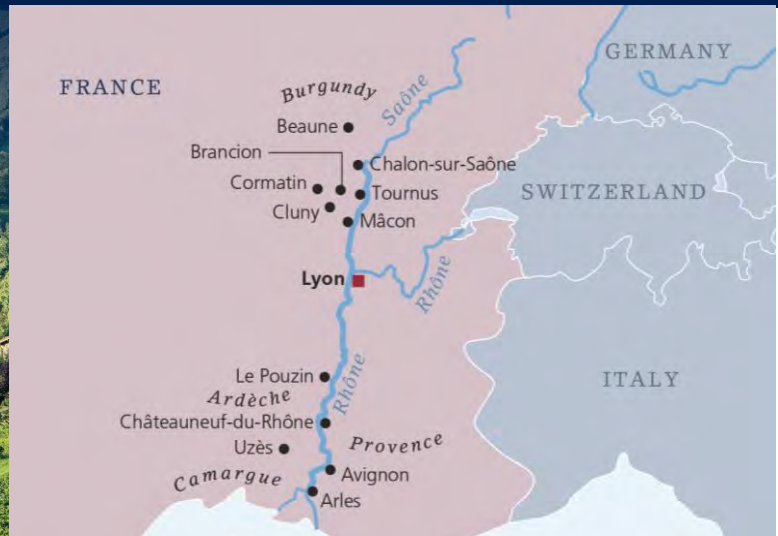 GERMANY
FRANCE
Burgundy
Saône
Beaune
Brancion
Chalon-sur-Saône
Cormatin
Tournus
SWITZERLAND
Cluny
Mâcon
Lyon
Rhône
Rhône
Le Pouzin
ITALY
Ardèche
Châteauneuf-du-Rhône
Provence
Uzès
Camargue
Avignon
Arles